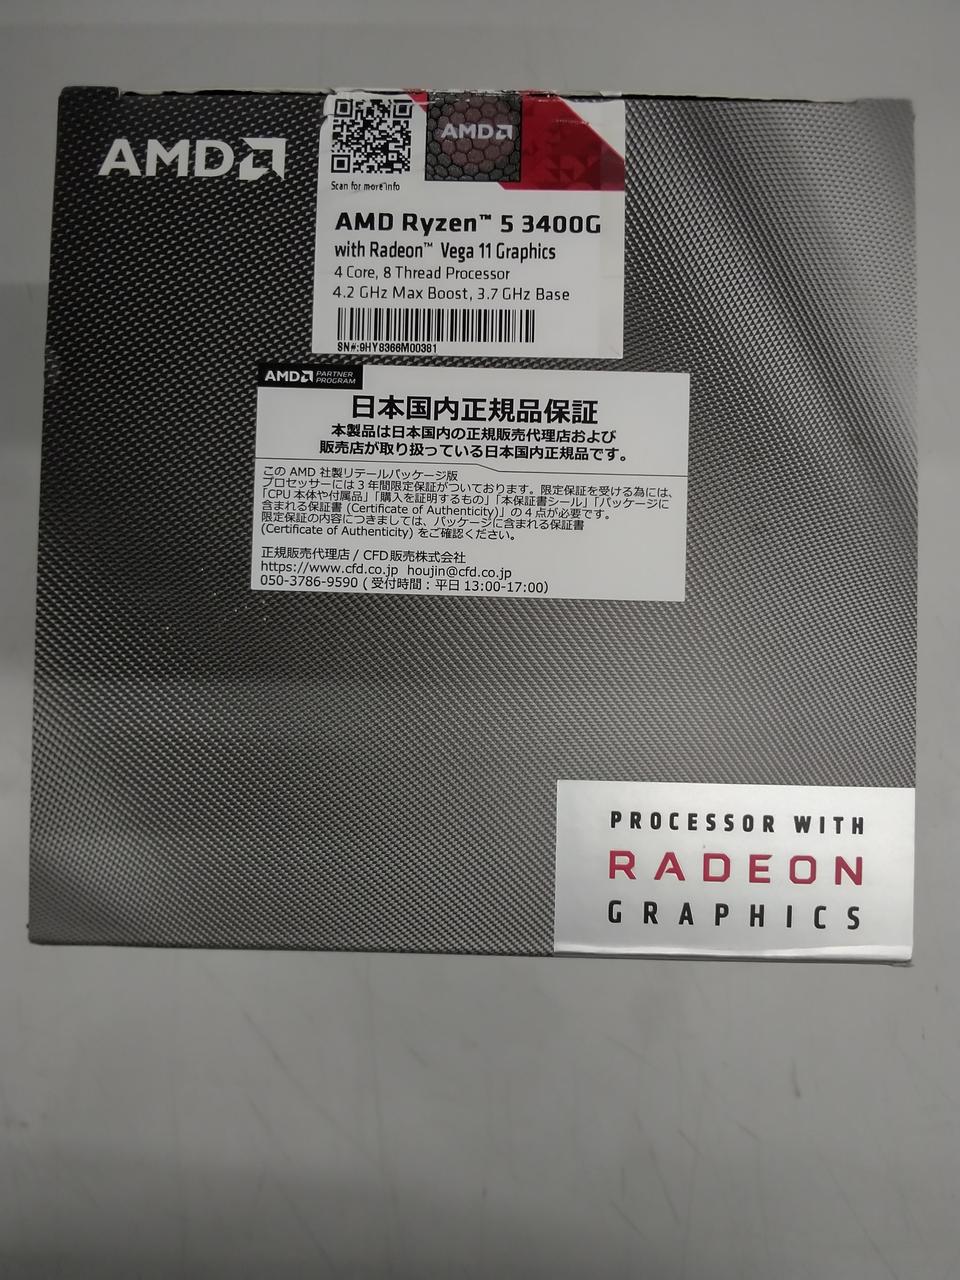 AMD
Scan for more info
AMD
AMD Ryzen™ 5 3400G
with Radeon™ Vega 11 Graphics
4 Core, 8 Thread Processor
4.2 GHz Max Boost, 3.7 GHz Base
SN#:9HY8366M00381
AMD PARTNER PROGRAM
日本国内正規品保証
本製品は日本国内の正規販売代理店および
販売店が取り扱っている日本国内正規品です。
この AMD 社製リテールパッケージ版
プロセッサーには３年間限定保証がついております。限定保証を受ける為には、
「CPU 本体や付属品」「購入を証明するもの」「本保証書シール」「パッケージに
含まれる保証書 (Certificate of Authenticity)」の４点が必要です。
限定保証の内容につきましては、パッケージに含まれる保証書
(Certificate of Authenticity) をご確認ください。
正規販売代理店 / CFD 販売株式会社
https://www.cfd.co.jp houjin@cfd.co.jp
050-3786-9590 ( 受付時間：平日 13:00-17:00)
PROCESSOR WITH
RADEON
GRAPHICS